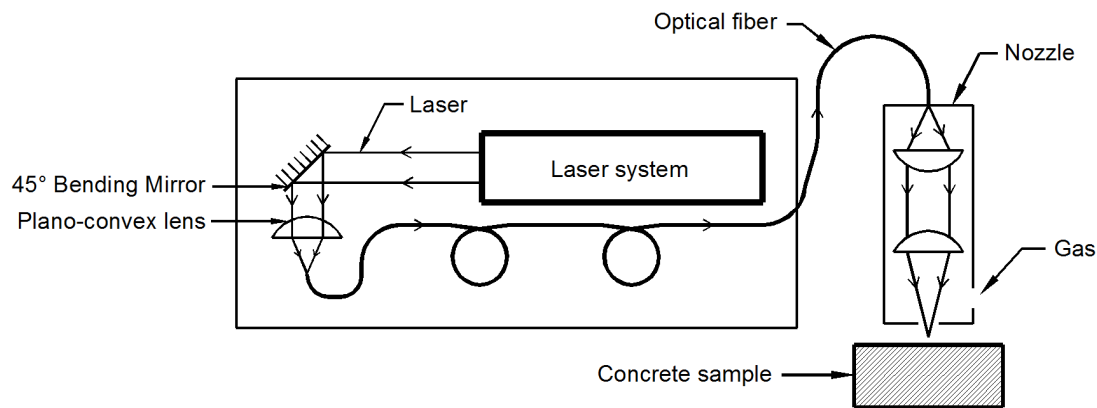 Optical fiber
Nozzle
Laser
Laser system
45° Bending Mirror
Plano-convex lens
Gas
Concrete sample